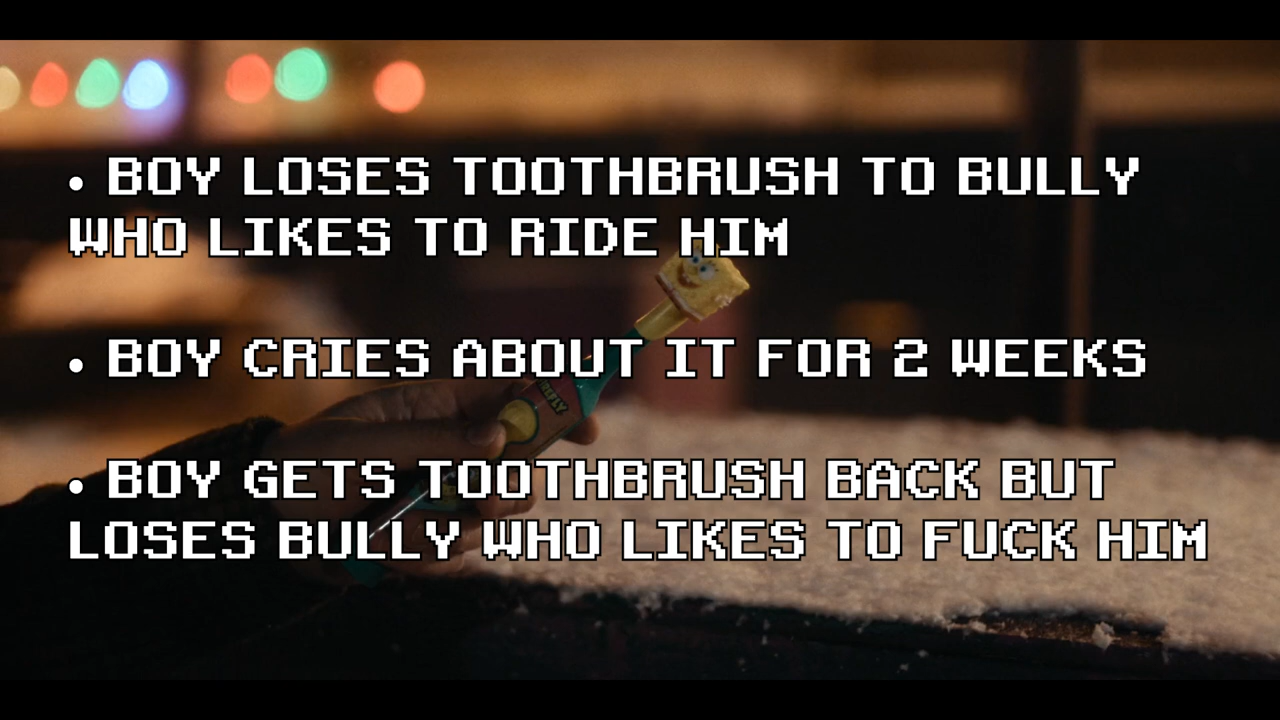 • BOY LOSES TOOTHBRUSH TO BULLY
WHO LIKES TO RIDE HIM
• BOY CRIES ABOUT IT FOR 2 WEEKS
• BOY GETS TOOTHBRUSH BACK BUT
LOSES BULLY WHO LIKES TO FUCK HIM
FIREFLY